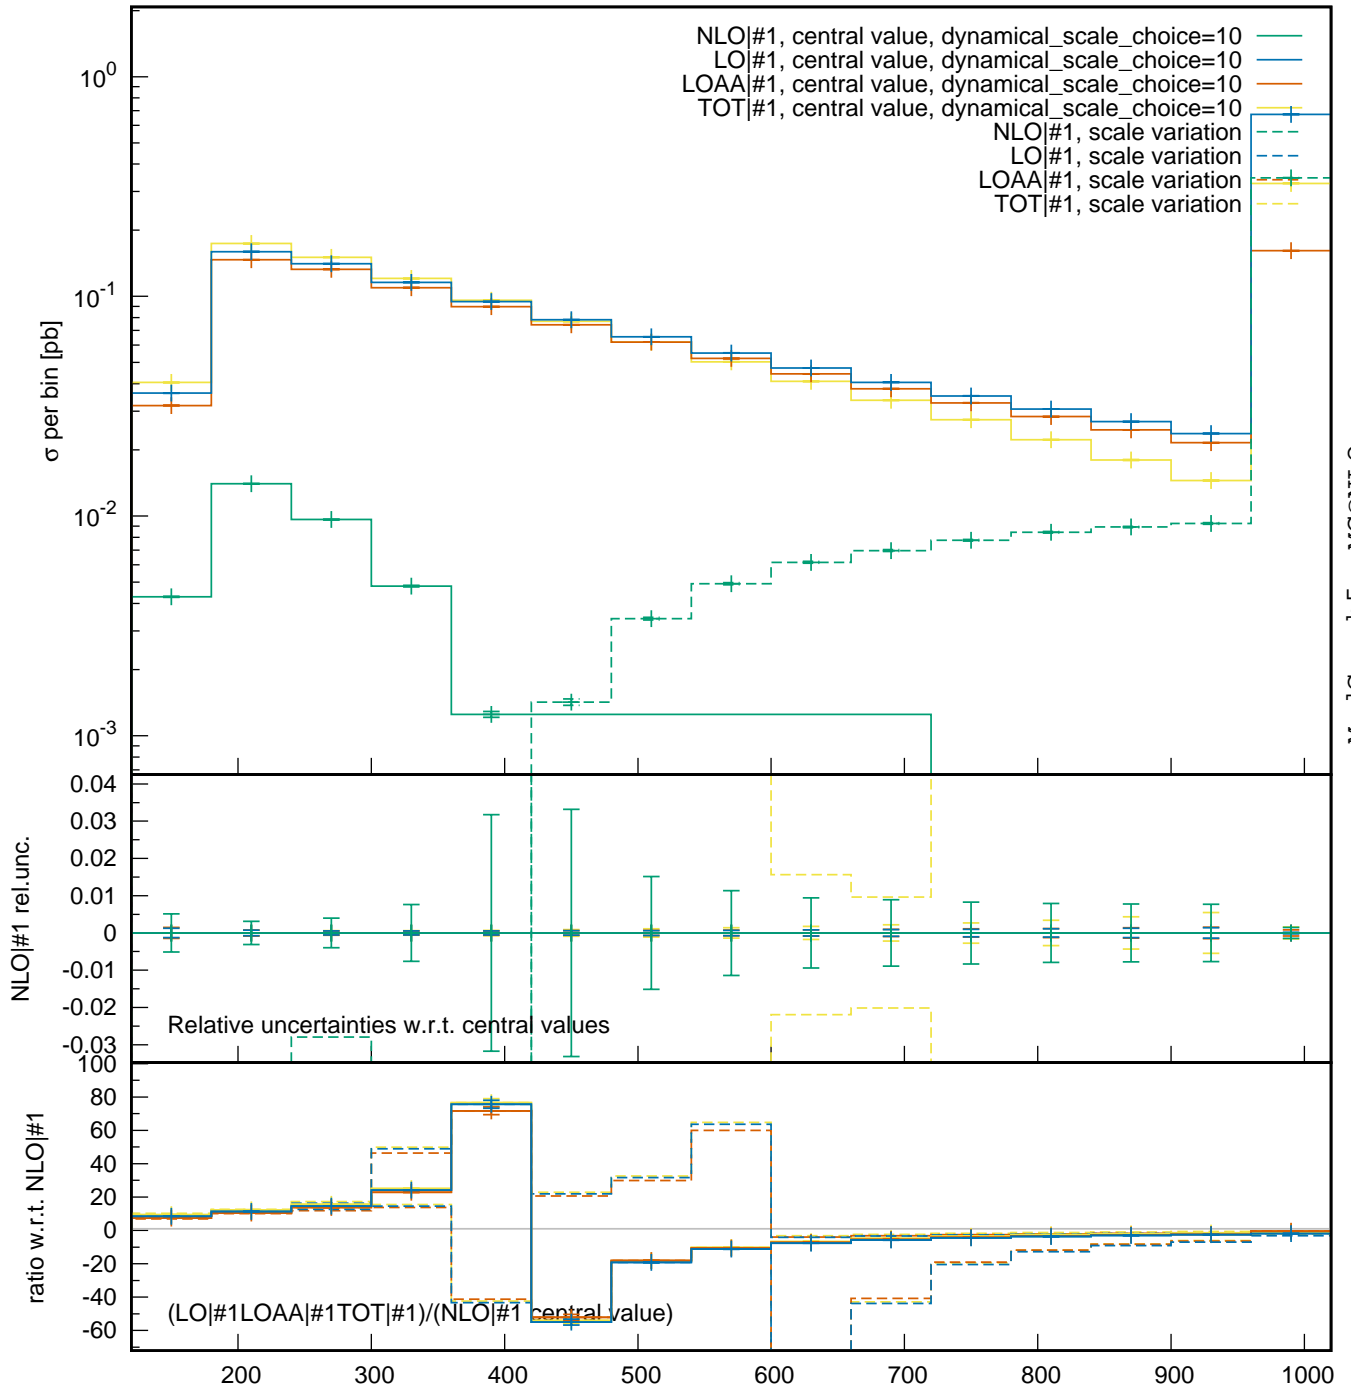 NLO|#1, central value, dynamical_scale_choice=10
LO|#1, central value, dynamical_scale_choice=10
LOAA|#1, central value, dynamical_scale_choice=10
TOT|#1, central value, dynamical_scale_choice=10
NLO|#1, scale variation
LO|#1, scale variation
LOAA|#1, scale variation
TOT|#1, scale variation
10^0
10^-1
10^-2
10^-3
σ per bin [pb]
0.04
0.03
0.02
0.01
0
-0.01
-0.02
-0.03
NLO|#1 rel.unc.
Relative uncertainties w.r.t. central values
100
80
60
40
20
0
-20
-40
-60
ratio w.r.t. NLO|#1
(LO|#1LOAA|#1TOT|#1)/(NLO|#1 central value)
200 300 400 500 600 700 800 900 1000